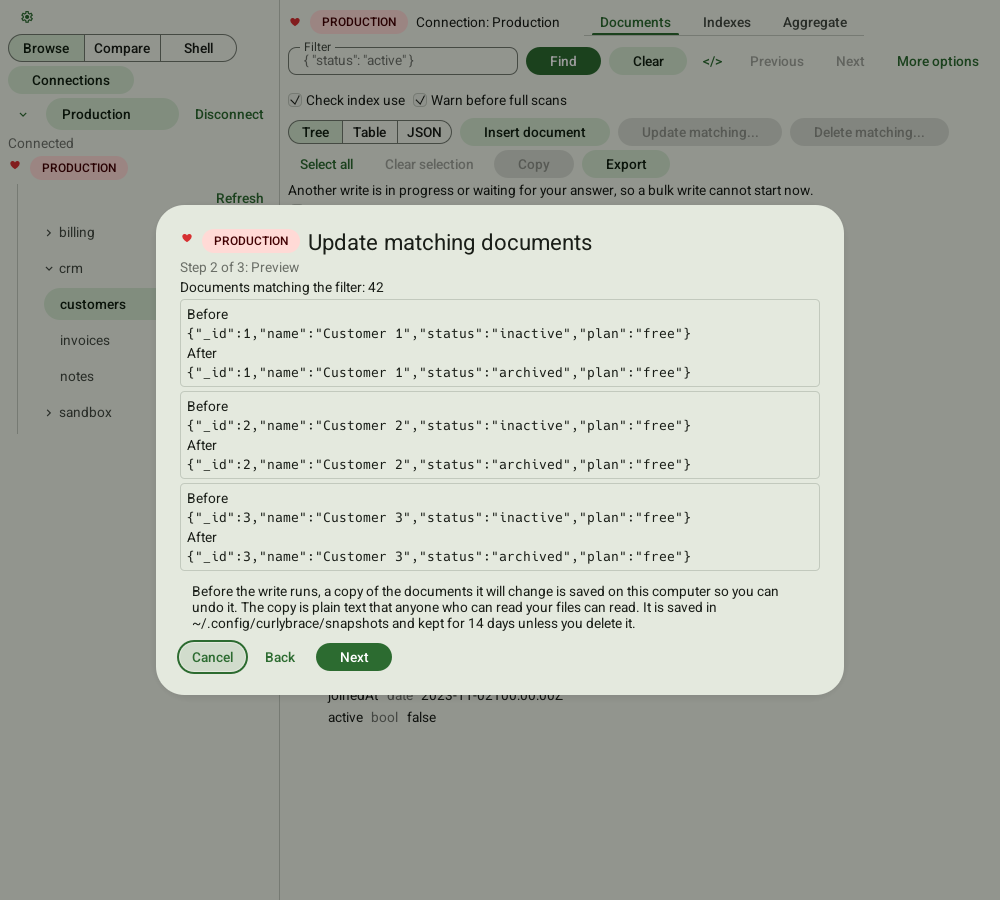 Browse Compare Shell
Connections
Production Disconnect
Connected
PRODUCTION
Refresh
billing
crm
customers
invoices
notes
sandbox
PRODUCTION Connection: Production Documents Indexes Aggregate
Filter
{ "status": "active" } Find Clear </> Previous Next More options
Check index use Warn before full scans
Tree Table JSON Insert document Update matching... Delete matching...
Select all Clear selection Copy Export
Another write is in progress or waiting for your answer, so a bulk write cannot start now.
PRODUCTION Update matching documents
Step 2 of 3: Preview
Documents matching the filter: 42
Before
{"_id":1,"name":"Customer 1","status":"inactive","plan":"free"}
After
{"_id":1,"name":"Customer 1","status":"archived","plan":"free"}
Before
{"_id":2,"name":"Customer 2","status":"inactive","plan":"free"}
After
{"_id":2,"name":"Customer 2","status":"archived","plan":"free"}
Before
{"_id":3,"name":"Customer 3","status":"inactive","plan":"free"}
After
{"_id":3,"name":"Customer 3","status":"archived","plan":"free"}
Before the write runs, a copy of the documents it will change is saved on this computer so you can
undo it. The copy is plain text that anyone who can read your files can read. It is saved in
~/.config/curlybrace/snapshots and kept for 14 days unless you delete it.
Cancel Back Next
joinedAt date 2023-11-02T00:00:00Z
active bool false